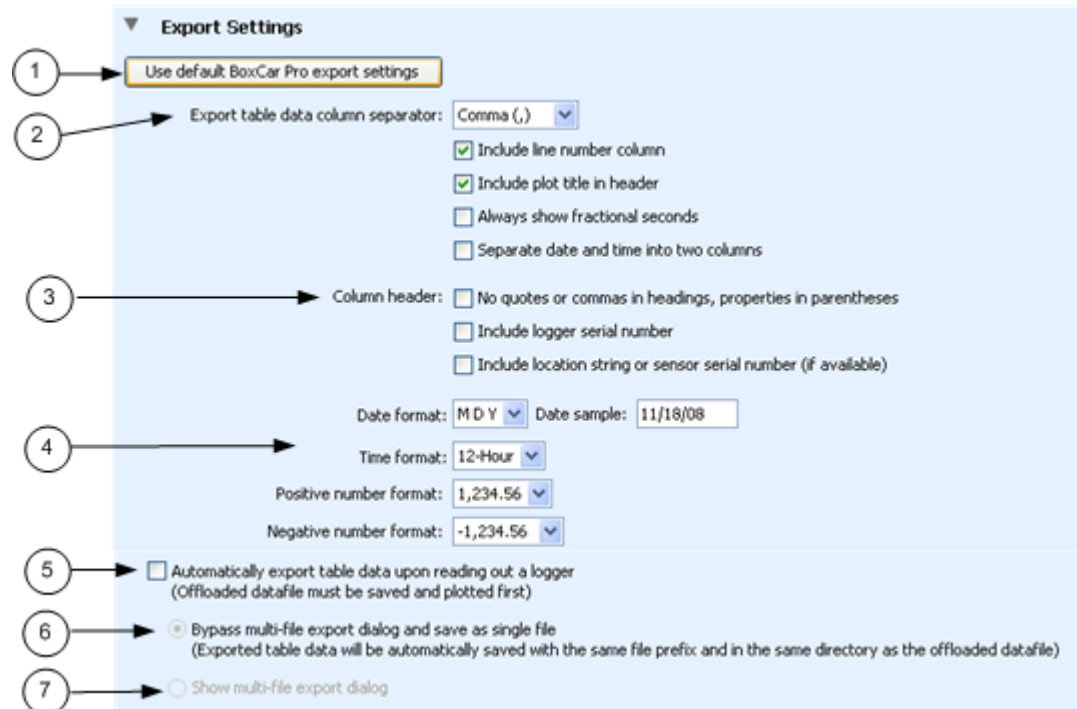 Export Settings
1
Use default BoxCar Pro export settings
2
Export table data column separator: Comma (,)
Include line number column
Include plot title in header
Always show fractional seconds
Separate date and time into two columns
3
Column header: No quotes or commas in headings, properties in parentheses
Include logger serial number
Include location string or sensor serial number (if available)
Date format: M D Y Date sample: 11/18/08
4
Time format: 12-Hour
Positive number format: 1,234.56
Negative number format: -1,234.56
5
Automatically export table data upon reading out a logger
(Offloaded datafile must be saved and plotted first)
6
Bypass multi-file export dialog and save as single file
(Exported table data will be automatically saved with the same file prefix and in the same directory as the offloaded datafile)
7
Show multi-file export dialog